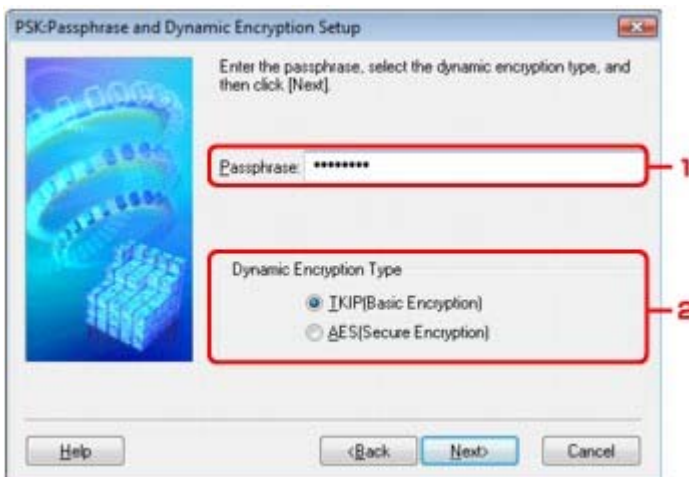 PSK:Passphrase and Dynamic Encryption Setup
Enter the passphrase, select the dynamic encryption type, and
then click [Next].
Passphrase: ••••••••
1
Dynamic Encryption Type
TKIP(Basic Encryption)
AES(Secure Encryption)
2
Help
<Back
Next>
Cancel